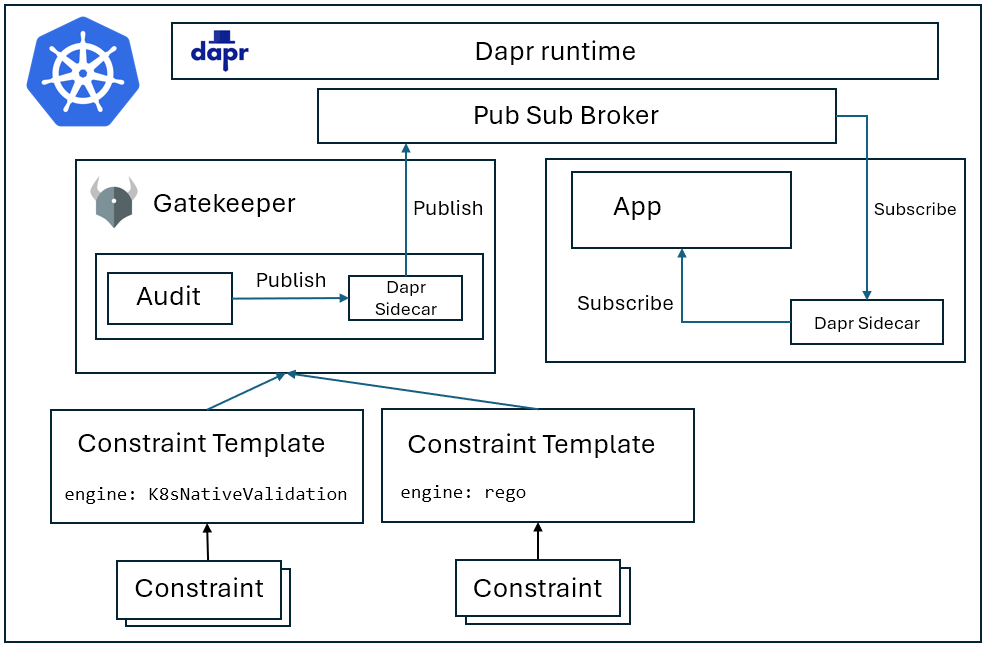 dapr
Dapr runtime
Pub Sub Broker
Gatekeeper
Publish
Audit
Publish
Dapr
Sidecar
App
Subscribe
Subscribe
Dapr Sidecar
Constraint Template
engine: K8sNativeValidation
Constraint Template
engine: rego
Constraint
Constraint